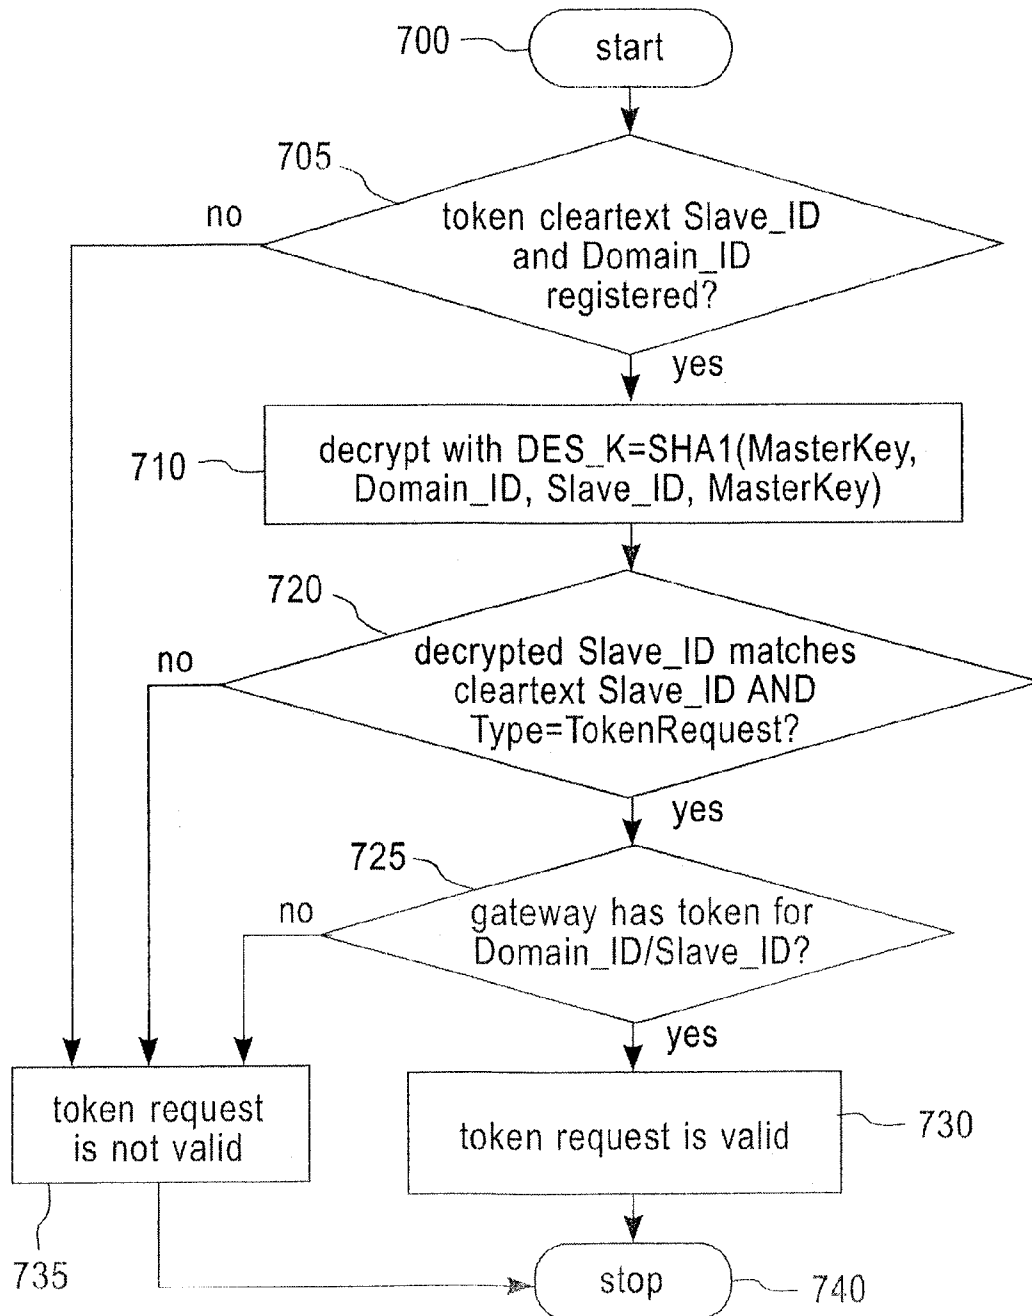 700
start
705
no
token cleartext Slave_ID
and Domain_ID
registered?
yes
710
decrypt with DES_K=SHA1(MasterKey,
Domain_ID, Slave_ID, MasterKey)
720
no
decrypted Slave_ID matches
cleartext Slave_ID AND
Type=TokenRequest?
yes
725
no
gateway has token for
Domain_ID/Slave_ID?
yes
token request
is not valid
token request is valid
730
735
stop
740